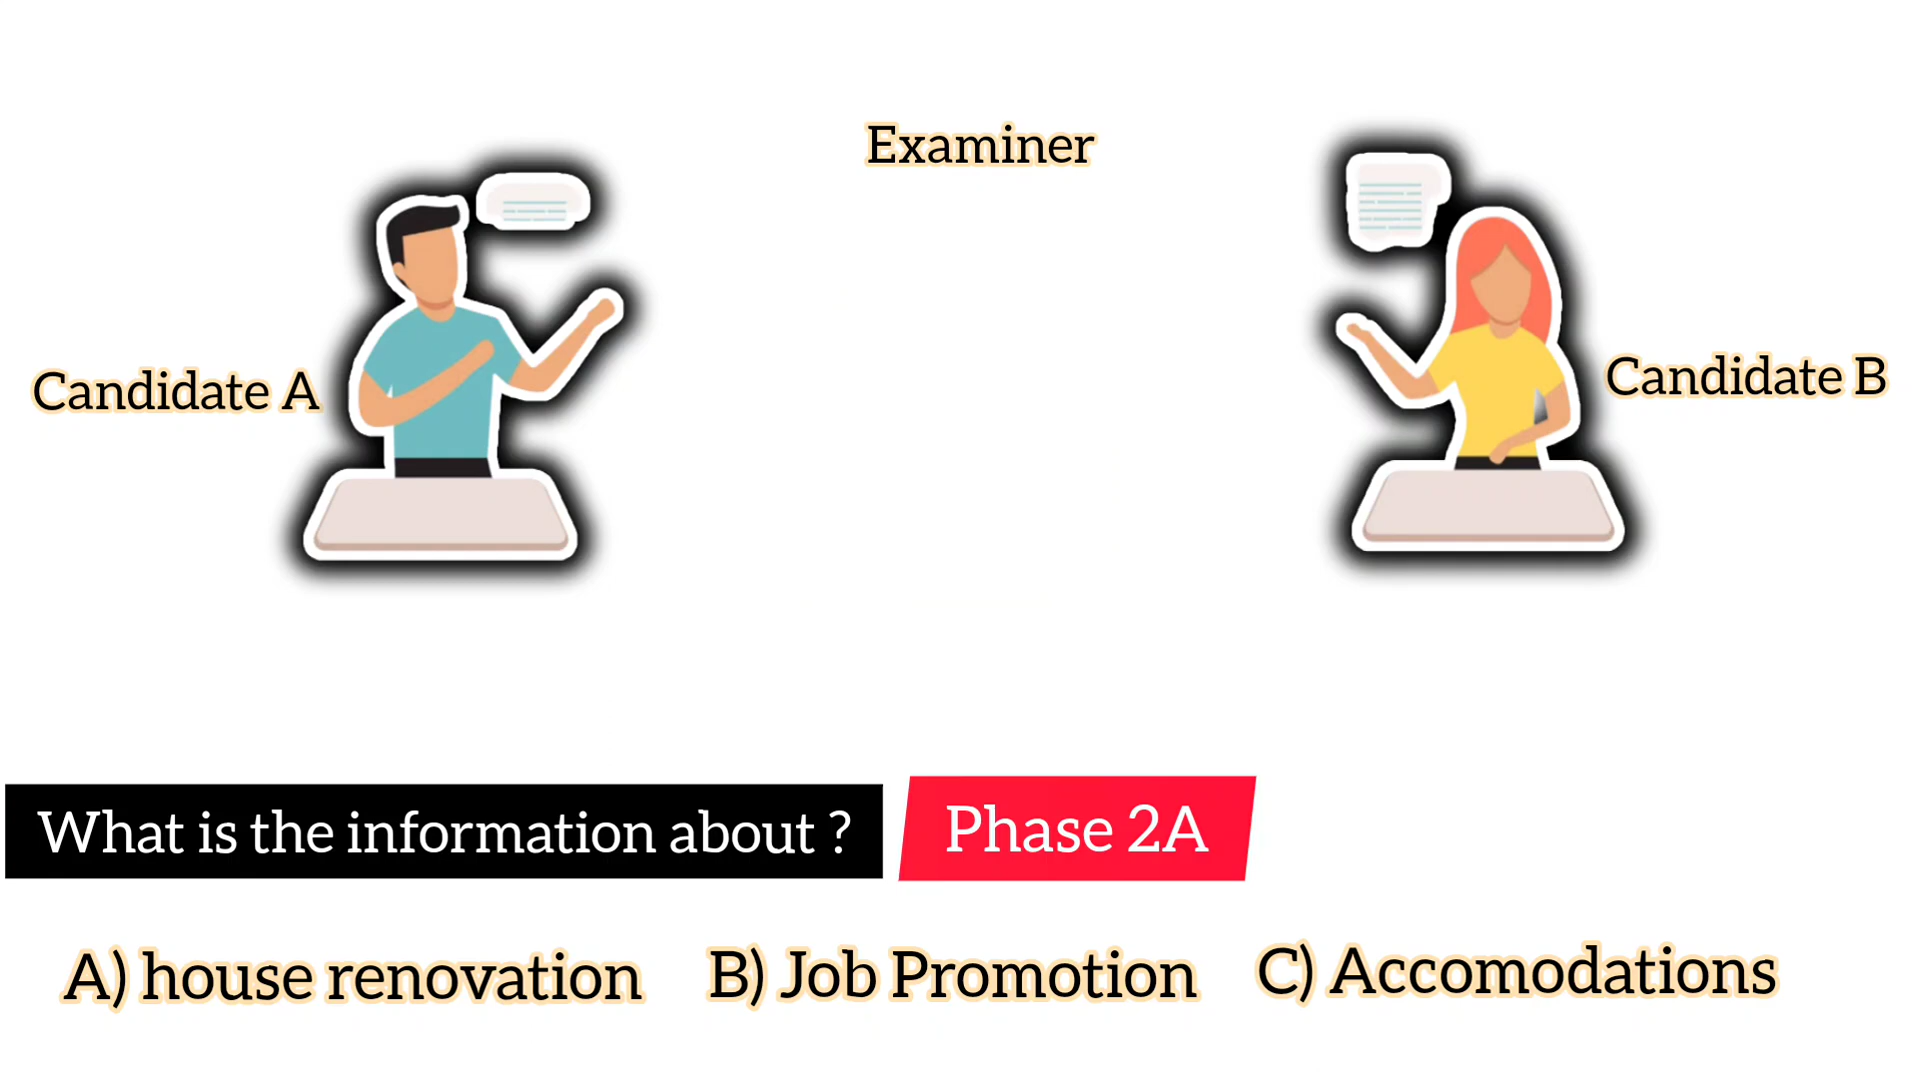 Examiner
Candidate A
Candidate B
What is the information about ?
Phase 2A
A) house renovation
B) Job Promotion
C) Accomodations